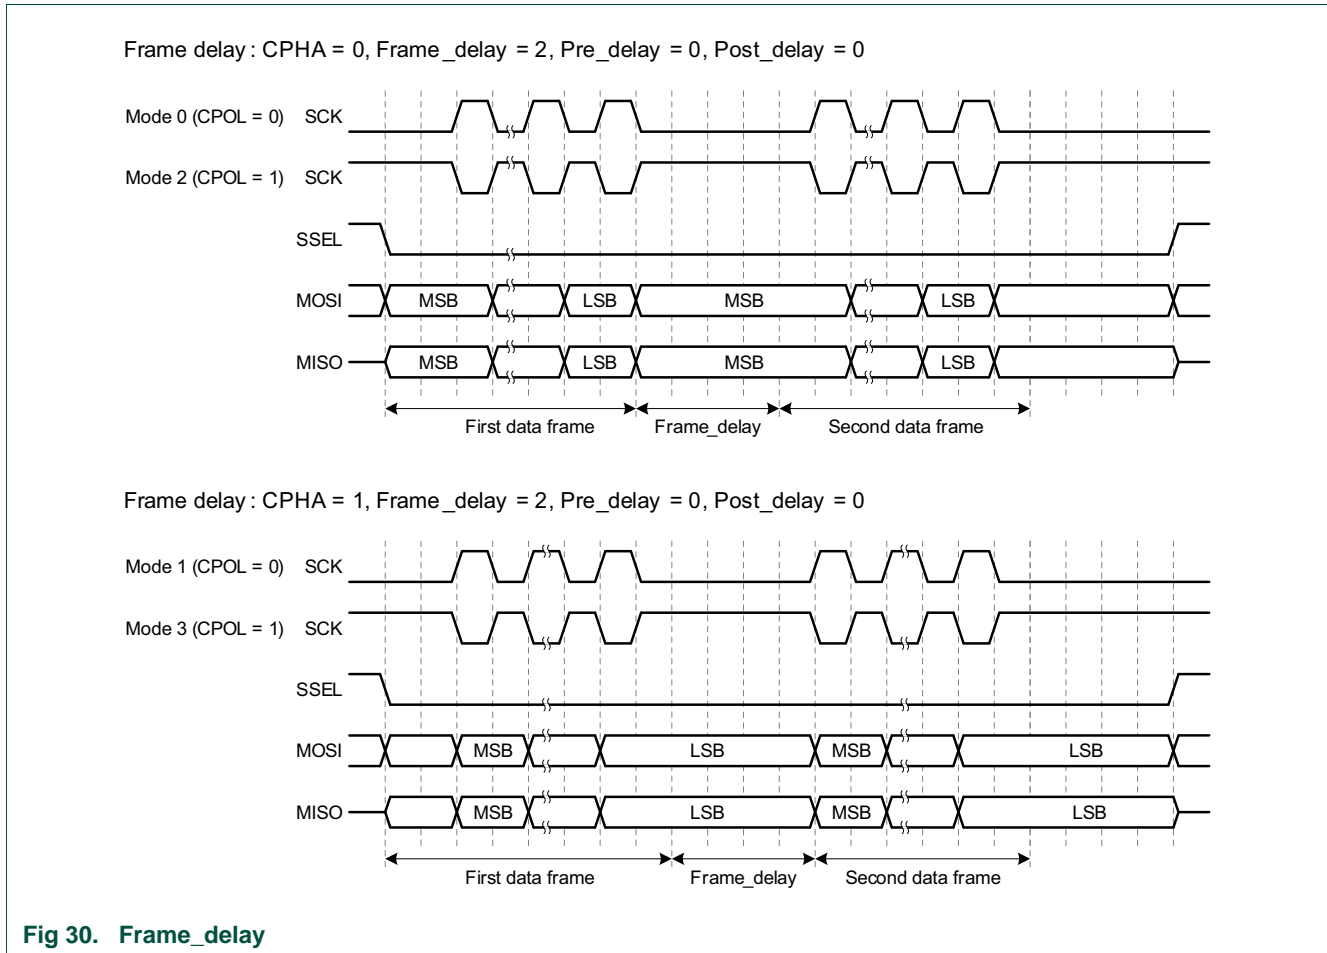 Frame delay : CPHA = 0, Frame_delay = 2, Pre_delay = 0, Post_delay = 0
Mode 0 (CPOL = 0) SCK
Mode 2 (CPOL = 1) SCK
SSEL
MOSI MSB LSB MSB LSB
MISO MSB LSB MSB LSB
First data frame Frame_delay Second data frame
Frame delay : CPHA = 1, Frame_delay = 2, Pre_delay = 0, Post_delay = 0
Mode 1 (CPOL = 0) SCK
Mode 3 (CPOL = 1) SCK
SSEL
MOSI MSB LSB MSB LSB
MISO MSB LSB MSB LSB
First data frame Frame_delay Second data frame
Fig 30. Frame_delay